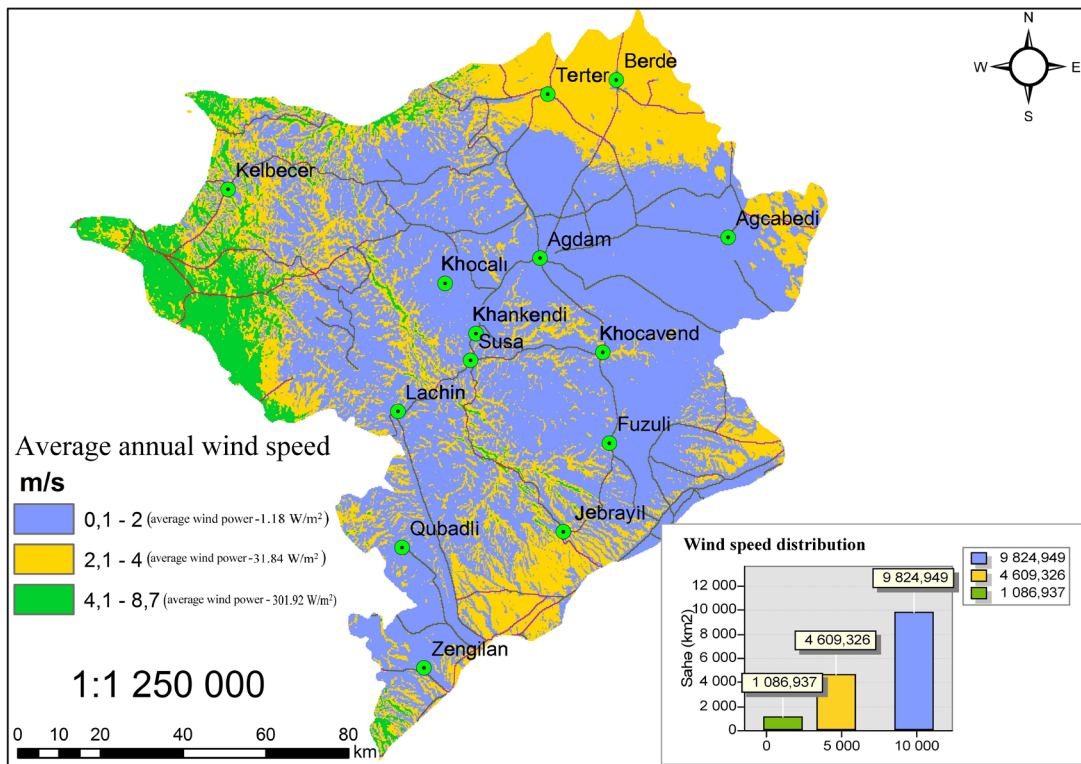 N
W E
S
Berde
Terter
Kelbecer
Agcabedi
Agdam
Khocalı
Khankendi
Susa
Khocavend
Lachin
Fuzuli
Jebrayil
Qubadli
Zengilan
Average annual wind speed
m/s
0,1 - 2 (average wind power -1.18 W/m²)
2,1 - 4 (average wind power -31.84 W/m²)
4,1 - 8,7 (average wind power - 301.92 W/m²)
1:1 250 000
0 10 20 40 60 80
km
Wind speed distribution
9 824,949
4 609,326
1 086,937
9 824,949
4 609,326
1 086,937
Sahe (km2)
12 000
10 000
8 000
6 000
4 000
2 000
0
0 5 000 10 000